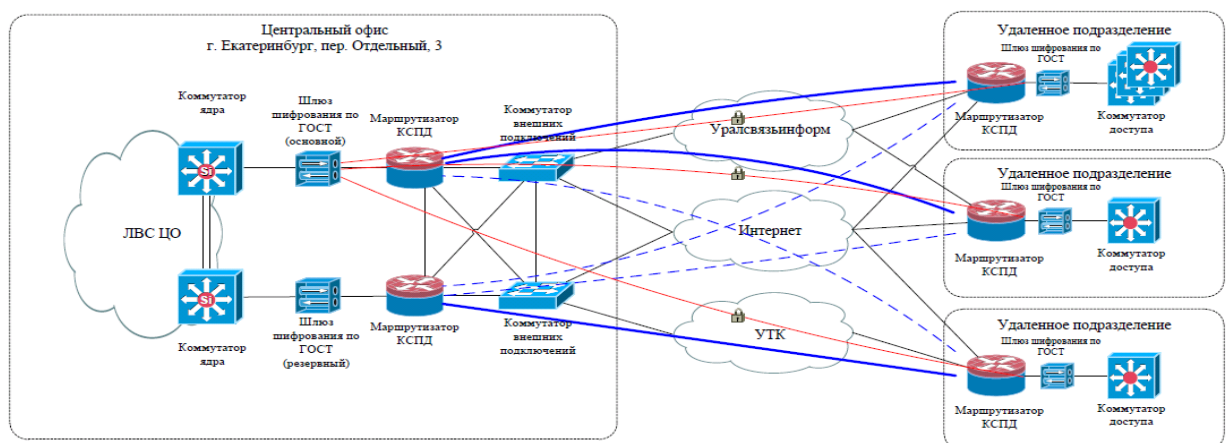 Центральный офис
г. Екатеринбург, пер. Отдельный, 3
Коммутатор
ядра
Шлюз
шифрования по
ГОСТ
(основной)
Маршрутизатор
КСПД
Коммутатор
внешних
подключений
Si
ЛВС ЦО
Si
Коммутатор
ядра
Шлюз
шифрования по
ГОСТ
(резервный)
Маршрутизатор
КСПД
Коммутатор
внешних
подключений
Уралсвязьинформ
Интернет
УТК
Удаленное подразделение
Шлюз шифрования по
ГОСТ
Маршрутизатор
КСПД
Коммутатор
доступа
Удаленное подразделение
Шлюз шифрования по
ГОСТ
Маршрутизатор
КСПД
Коммутатор
доступа
Удаленное подразделение
Шлюз шифрования по
ГОСТ
Маршрутизатор
КСПД
Коммутатор
доступа